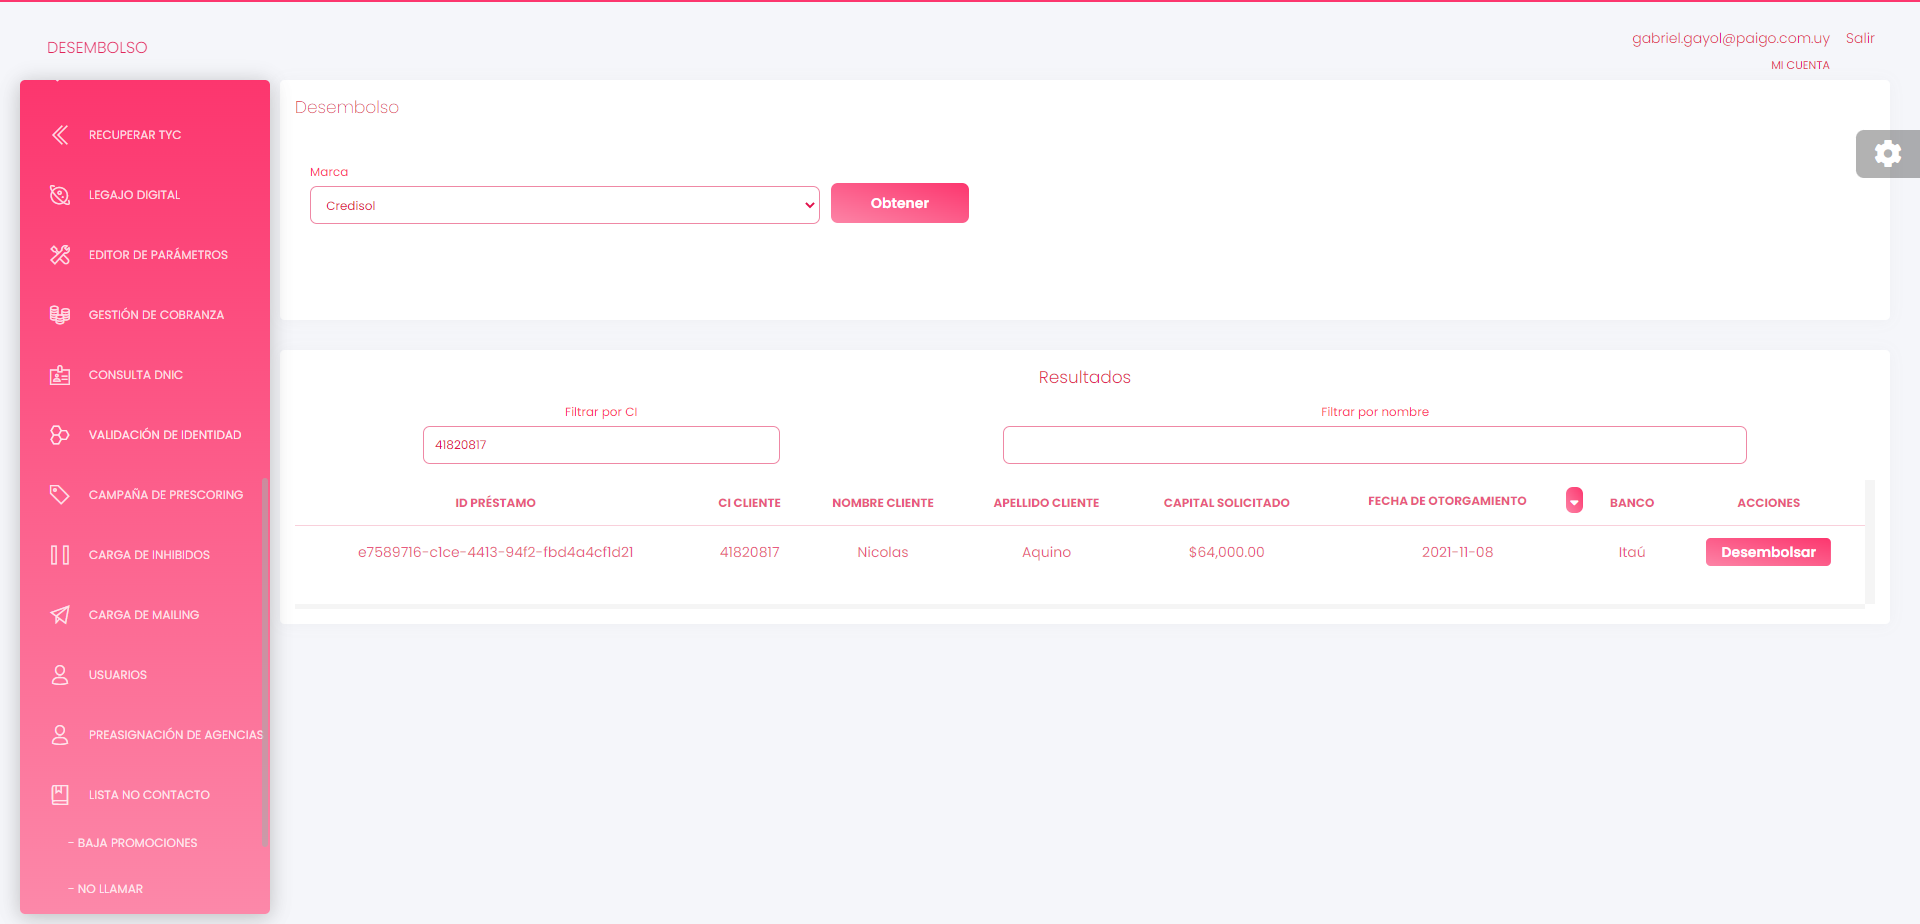 DESEMBOLSO
gabriel.gayol@paigo.com.uy Salir
MI CUENTA
RECUPERAR TYC
LEGAJO DIGITAL
EDITOR DE PARÁMETROS
GESTIÓN DE COBRANZA
CONSULTA DNIC
VALIDACIÓN DE IDENTIDAD
CAMPAÑA DE PRESCORING
CARGA DE INHIBIDOS
CARGA DE MAILING
USUARIOS
PREASIGNACIÓN DE AGENCIAS
LISTA NO CONTACTO
- BAJA PROMOCIONES
- NO LLAMAR
Desembolso
Marca
Credisol
Obtener
Resultados
Filtrar por CI
Filtrar por nombre
41820817
ID PRÉSTAMO CI CLIENTE NOMBRE CLIENTE APELLIDO CLIENTE CAPITAL SOLICITADO FECHA DE OTORGAMIENTO BANCO ACCIONES
e7589716-c1ce-4413-94f2-fbd4a4cf1d21 41820817 Nicolas Aquino $64,000.00 2021-11-08 Itaú Desembolsar